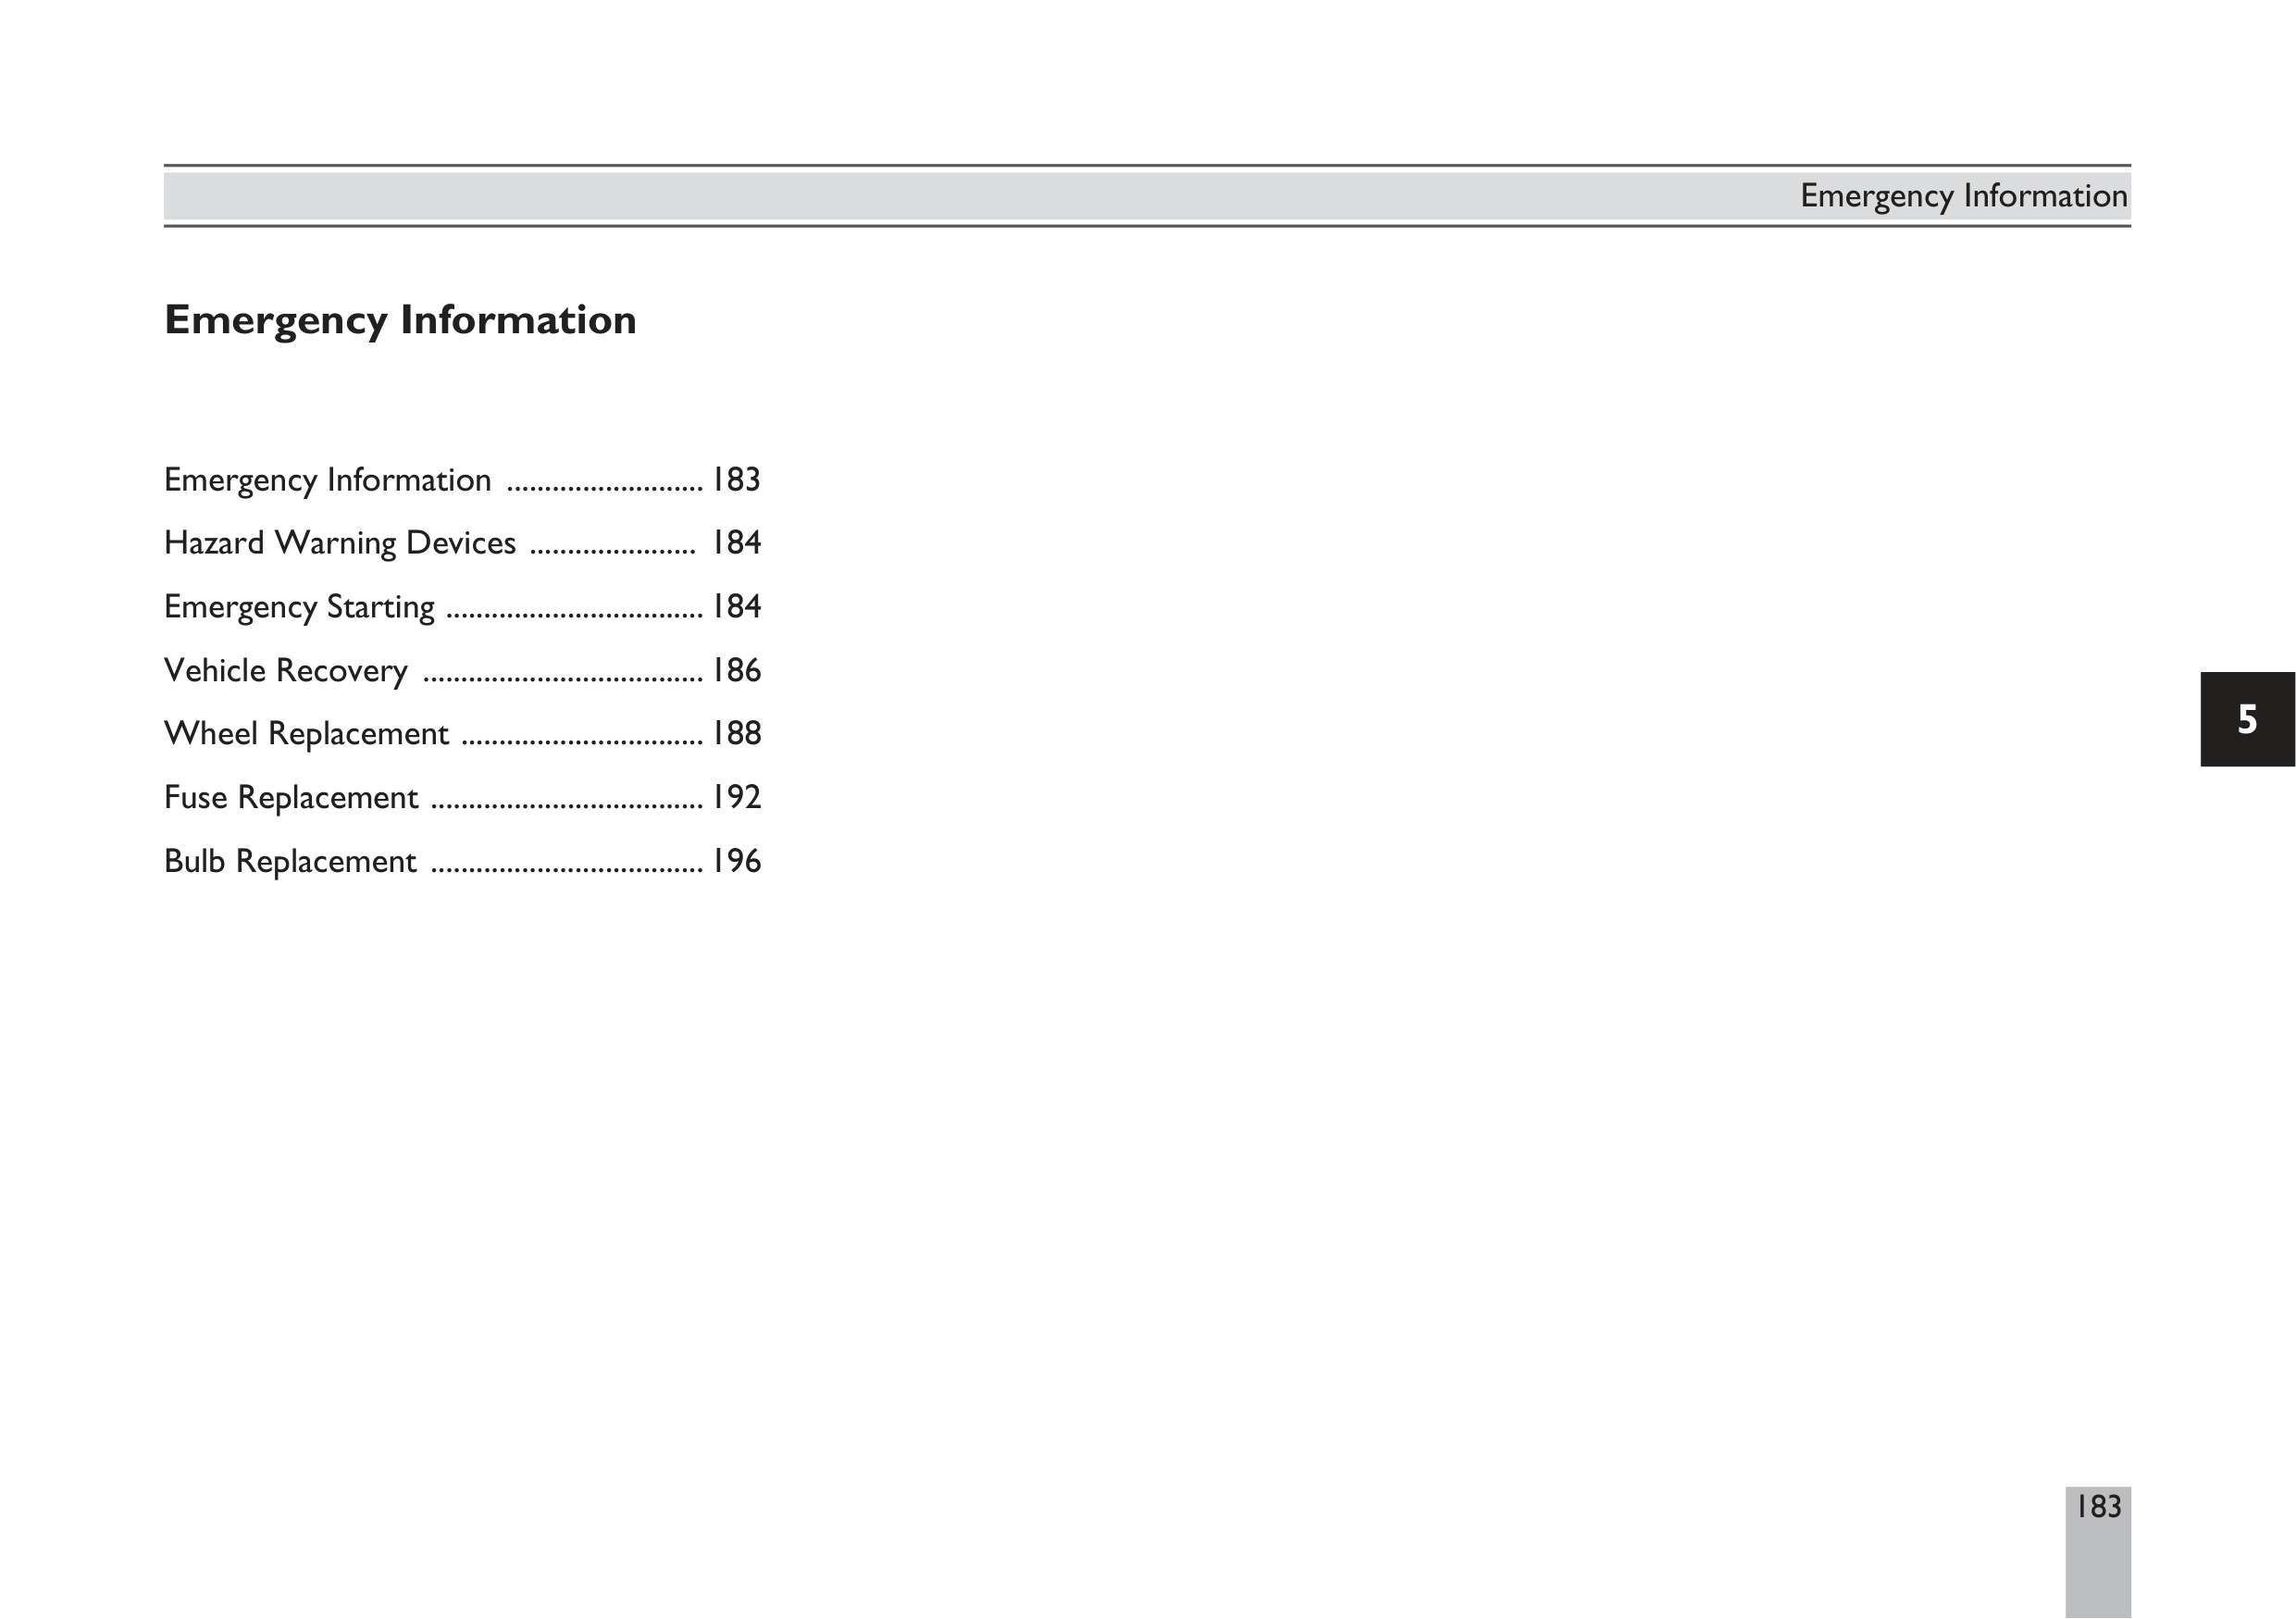 Emergency Information
Emergency Information
Emergency Information .......................... 183
Hazard Warning Devices ...................... 184
Emergency Starting .................................. 184
Vehicle Recovery ..................................... 186
Wheel Replacement ................................ 188
Fuse Replacement .................................... 192
Bulb Replacement .................................... 196
5
183